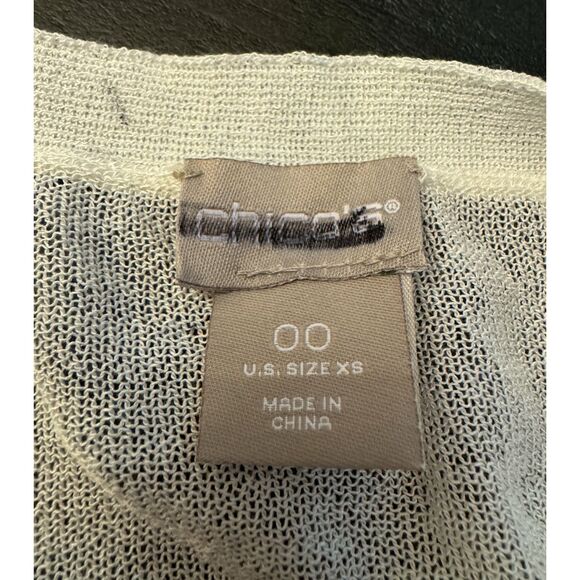 chico's®
00
U.S. SIZE XS
MADE IN
CHINA